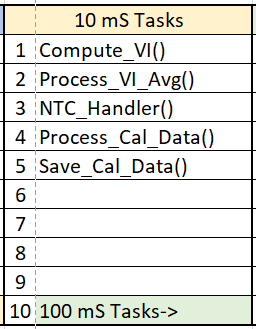 10 mS Tasks
1 Compute_VI()
2 Process_VI_Avg()
3 NTC_Handler()
4 Process_Cal_Data()
5 Save_Cal_Data()
6
7
8
9
10 100 mS Tasks->